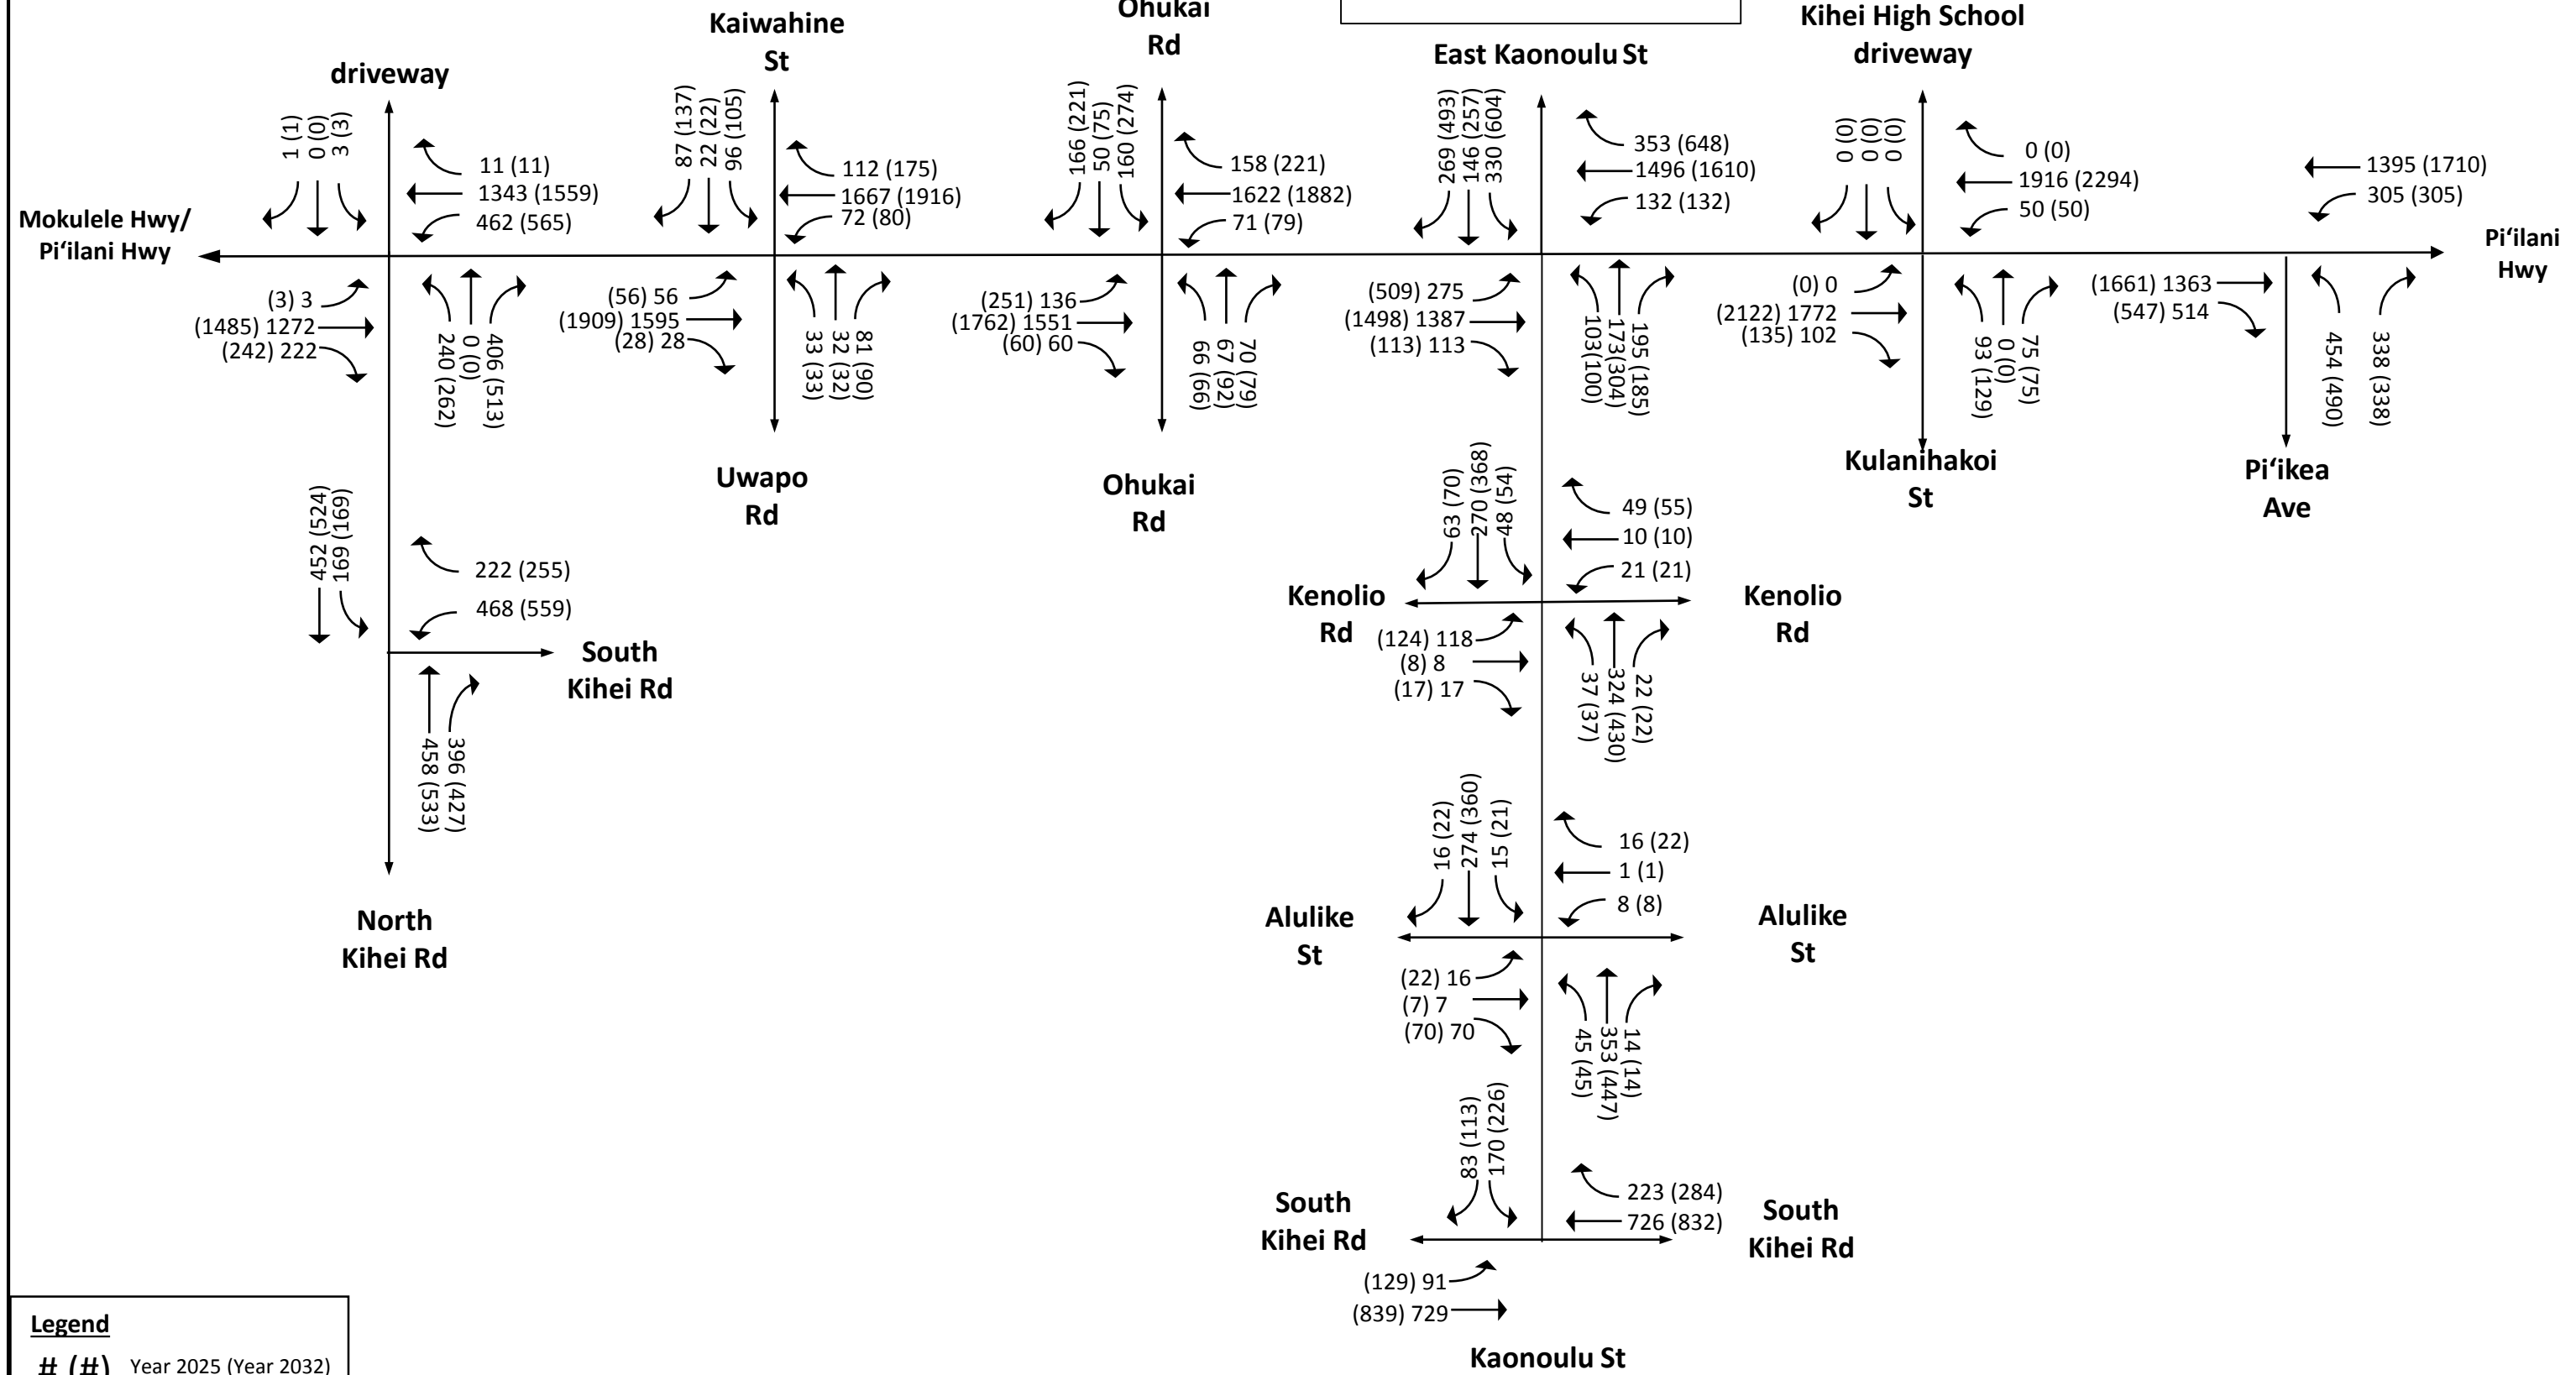 Kaiwahine
St
Ohukai
Rd
East Kaonoulu St
Kihei High School
driveway
driveway
1 (1)
0 (0)
3 (3)
11 (11)
1343 (1559)
462 (565)
87 (137)
22 (22)
96 (105)
112 (175)
1667 (1916)
72 (80)
166 (221)
50 (75)
160 (274)
158 (221)
1622 (1882)
71 (79)
269 (493)
146 (257)
330 (604)
353 (648)
1496 (1610)
132 (132)
0 (0)
0 (0)
0 (0)
0 (0)
1916 (2294)
50 (50)
1395 (1710)
305 (305)
Mokulele Hwy/
Piʻilani Hwy
Piʻilani
Hwy
(3) 3
(1485) 1272
(242) 222
240 (262)
0 (0)
406 (513)
(56) 56
(1909) 1595
(28) 28
33 (33)
32 (32)
81 (90)
(251) 136
(1762) 1551
(60) 60
66 (66)
67 (92)
70 (79)
(509) 275
(1498) 1387
(113) 113
103(100)
173(304)
195 (185)
(0) 0
(2122) 1772
(135) 102
93 (129)
0 (0)
75 (75)
(1661) 1363
(547) 514
454 (490)
338 (338)
Uwapo
Rd
Ohukai
Rd
Kulanihakoi
St
Piʻikea
Ave
452 (524)
169 (169)
222 (255)
468 (559)
South
Kihei Rd
458 (533)
396 (427)
North
Kihei Rd
63 (70)
270 (368)
48 (54)
49 (55)
10 (10)
21 (21)
Kenolio
Rd
Kenolio
Rd
(124) 118
(8) 8
(17) 17
37 (37)
324 (430)
22 (22)
16 (22)
274 (360)
15 (21)
16 (22)
1 (1)
8 (8)
Alulike
St
Alulike
St
(22) 16
(7) 7
(70) 70
45 (45)
353 (447)
14 (14)
83 (113)
170 (226)
223 (284)
726 (832)
South
Kihei Rd
South
Kihei Rd
(129) 91
(839) 729
Kaonoulu St
Legend
# (#) Year 2025 (Year 2032)